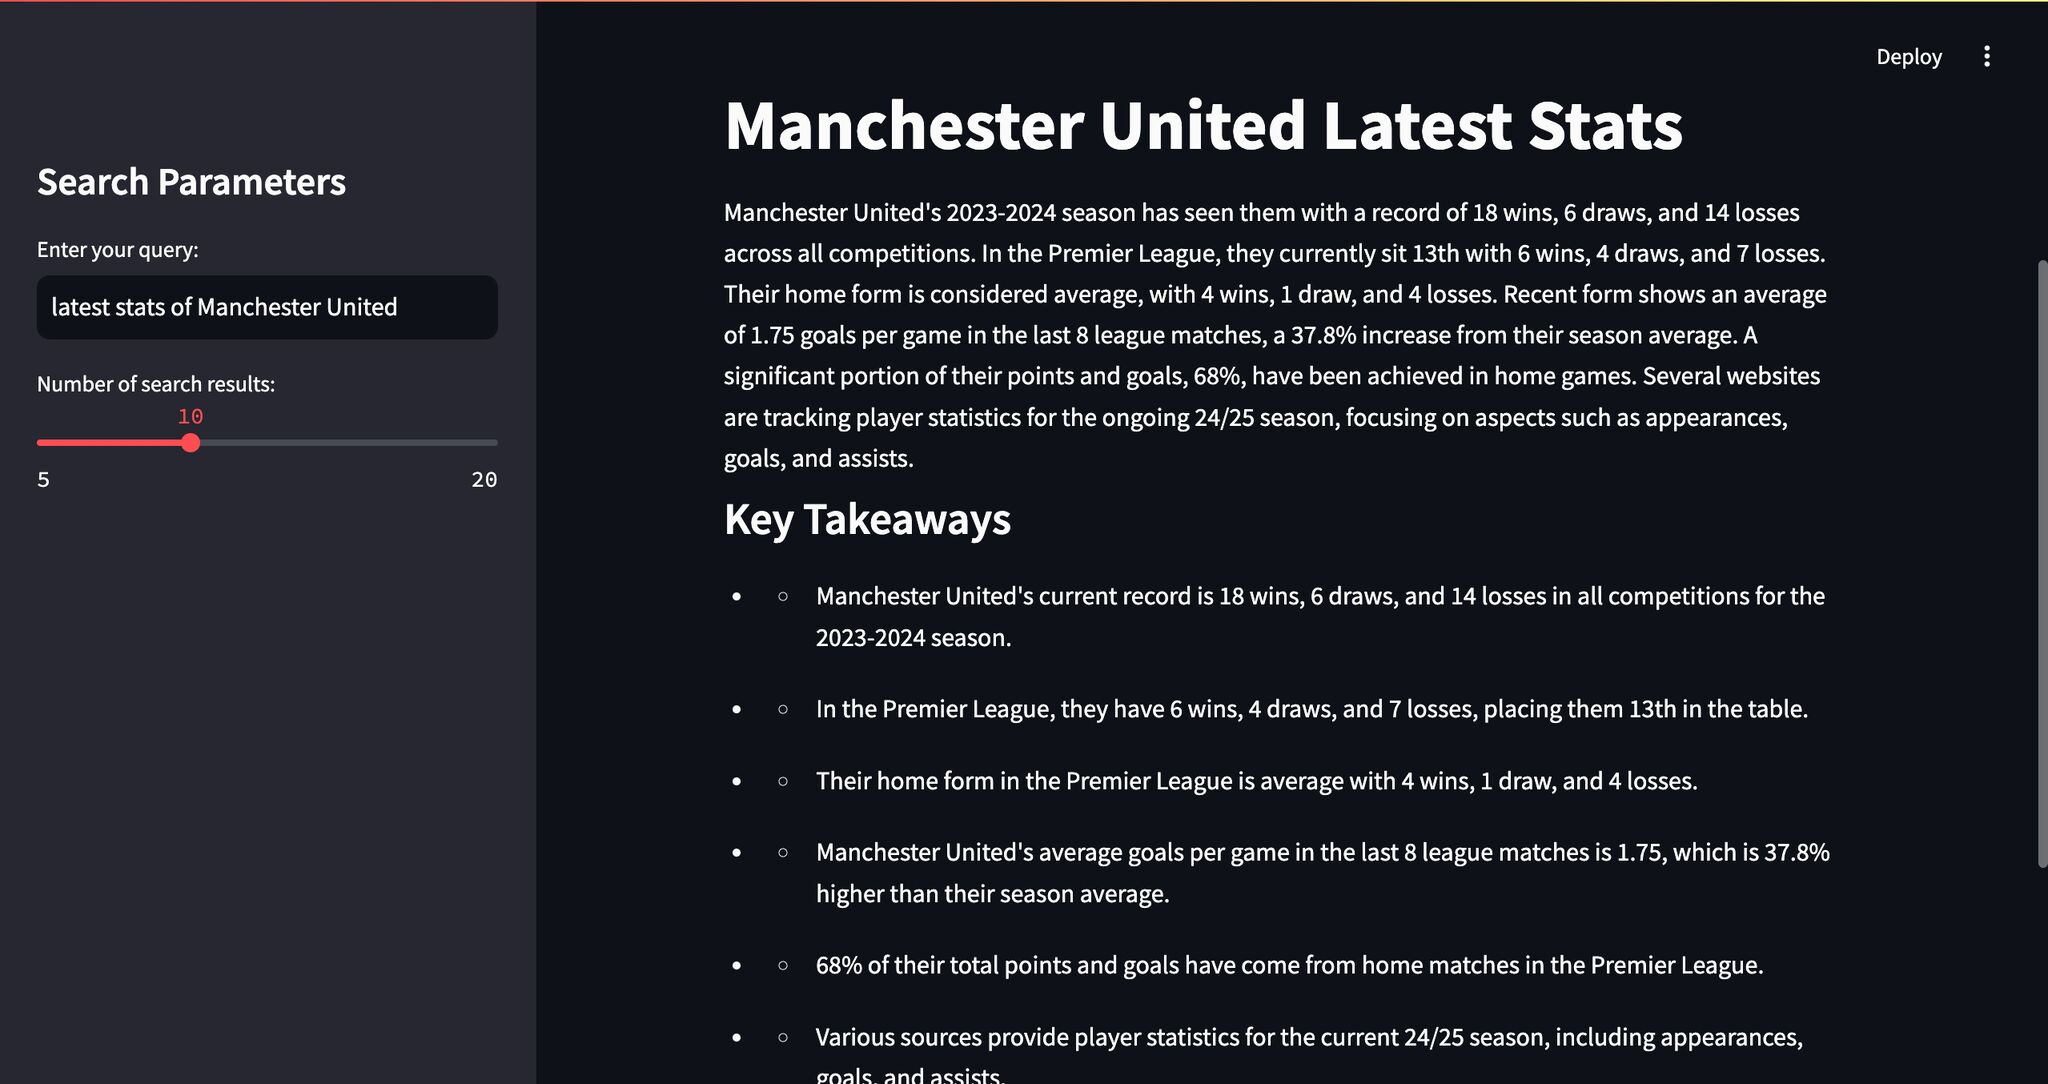 Deploy
Search Parameters
Enter your query:
latest stats of Manchester United
Number of search results:
10
5 20
Manchester United Latest Stats
Manchester United's 2023-2024 season has seen them with a record of 18 wins, 6 draws, and 14 losses
across all competitions. In the Premier League, they currently sit 13th with 6 wins, 4 draws, and 7 losses.
Their home form is considered average, with 4 wins, 1 draw, and 4 losses. Recent form shows an average
of 1.75 goals per game in the last 8 league matches, a 37.8% increase from their season average. A
significant portion of their points and goals, 68%, have been achieved in home games. Several websites
are tracking player statistics for the ongoing 24/25 season, focusing on aspects such as appearances,
goals, and assists.
Key Takeaways
Manchester United's current record is 18 wins, 6 draws, and 14 losses in all competitions for the
2023-2024 season.
In the Premier League, they have 6 wins, 4 draws, and 7 losses, placing them 13th in the table.
Their home form in the Premier League is average with 4 wins, 1 draw, and 4 losses.
Manchester United's average goals per game in the last 8 league matches is 1.75, which is 37.8%
higher than their season average.
68% of their total points and goals have come from home matches in the Premier League.
Various sources provide player statistics for the current 24/25 season, including appearances,
goals, and assists.